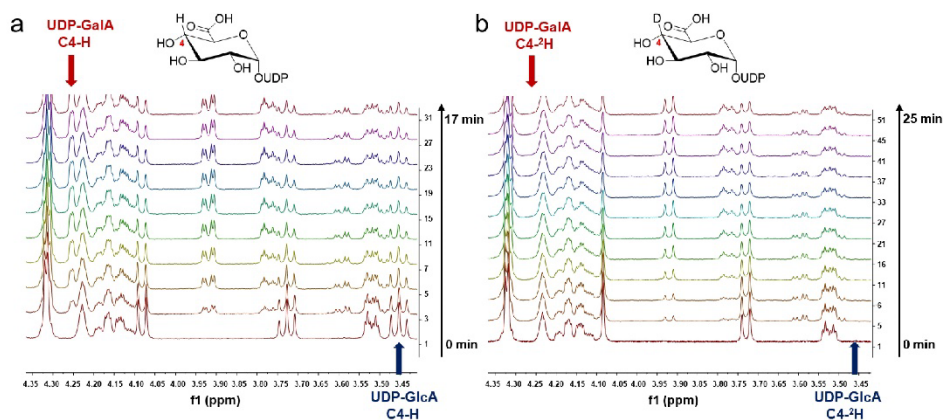 a
UDP-GalA
C4-H
H
OH
O
HO
4
O
HO
HO
OUDP
17 min
31
27
23
19
15
11
7
5
3
1
0 min
4.35 4.30 4.25 4.20 4.15 4.10 4.05 4.00 3.95 3.90 3.85 3.80 3.75 3.70 3.65 3.60 3.55 3.50 3.45
f1 (ppm)
UDP-GlcA
C4-H
b
UDP-GalA
C4-²H
D
OH
O
HO
4
O
HO
HO
OUDP
25 min
51
45
41
37
33
27
21
16
11
6
5
1
0 min
4.35 4.30 4.25 4.20 4.15 4.10 4.05 4.00 3.95 3.90 3.85 3.80 3.75 3.70 3.65 3.60 3.55 3.50 3.45
f1 (ppm)
UDP-GlcA
C4-²H